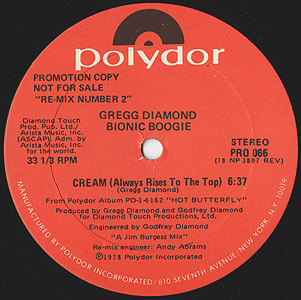 polydor
PROMOTION COPY
NOT FOR SALE
"RE-MIX NUMBER 2"
GREGG DIAMOND
BIONIC BOOGIE
Diamond Touch
Prod. Pub. Ltd./
Arista Music, Inc.
(ASCAP). Adm. by
Arista Music, Inc.
for the world.
33 1/3 RPM
STEREO
PRO 066
(78 NP 3807 REV)
CREAM (Always Rises To The Top) 6:37
(Gregg Diamond)
From Polydor Album PD-1-6162 "HOT BUTTERFLY"
Produced by Gregg Diamond and Godfrey Diamond
for Diamond Touch Productions, Ltd.
Engineered by Godfrey Diamond
"A Jim Burgess Mix"
Re-mix engineer: Andy Abrams
℗1978 Polydor Incorporated
MANUFACTURED BY POLYDOR INCORPORATED/810 SEVENTH AVENUE, NEW YORK, N.Y. 10019